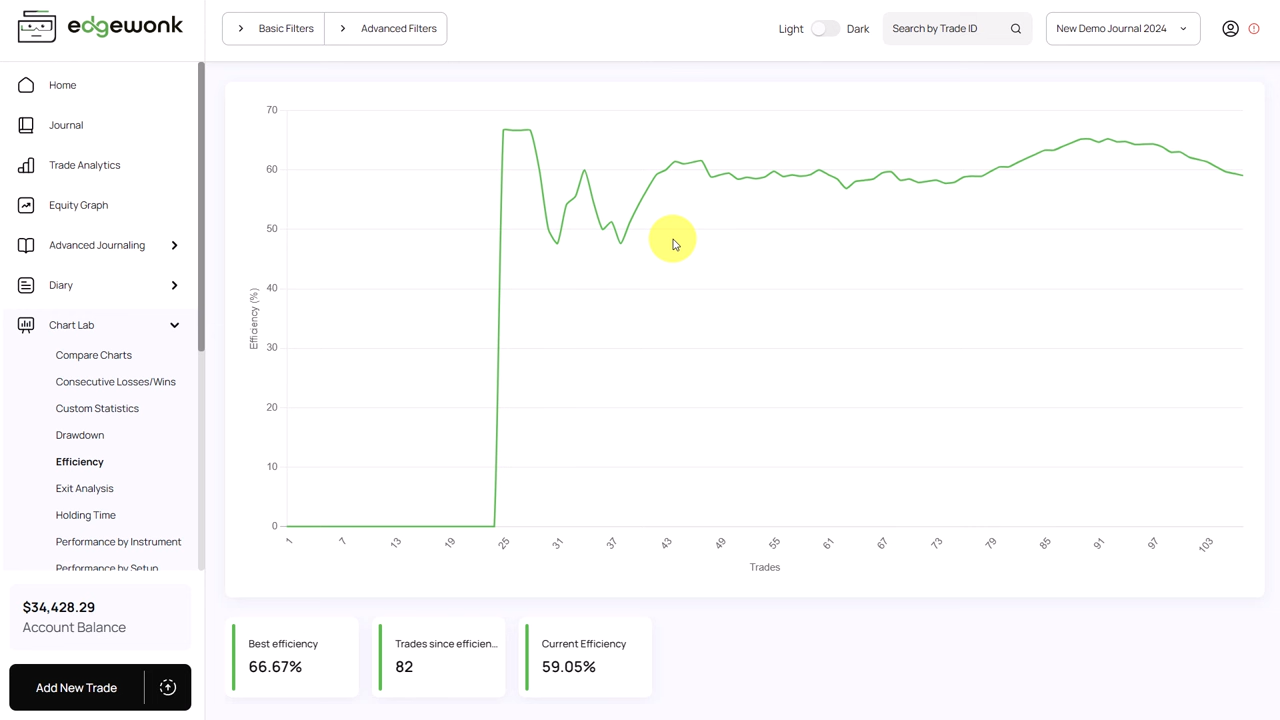 edgewonk
Basic Filters
Advanced Filters
Light
Dark
Search by Trade ID
New Demo Journal 2024
Home
Journal
Trade Analytics
Equity Graph
Advanced Journaling
Diary
Chart Lab
Compare Charts
Consecutive Losses/Wins
Custom Statistics
Drawdown
Efficiency
Exit Analysis
Holding Time
Performance by Instrument
Performance by Setup
$34,428.29
Account Balance
Add New Trade
70
60
50
40
30
20
10
0
Efficiency (%)
1 7 13 19 25 31 37 43 49 55 61 67 73 79 85 91 97 103
Trades
Best efficiency
66.67%
Trades since efficien...
82
Current Efficiency
59.05%